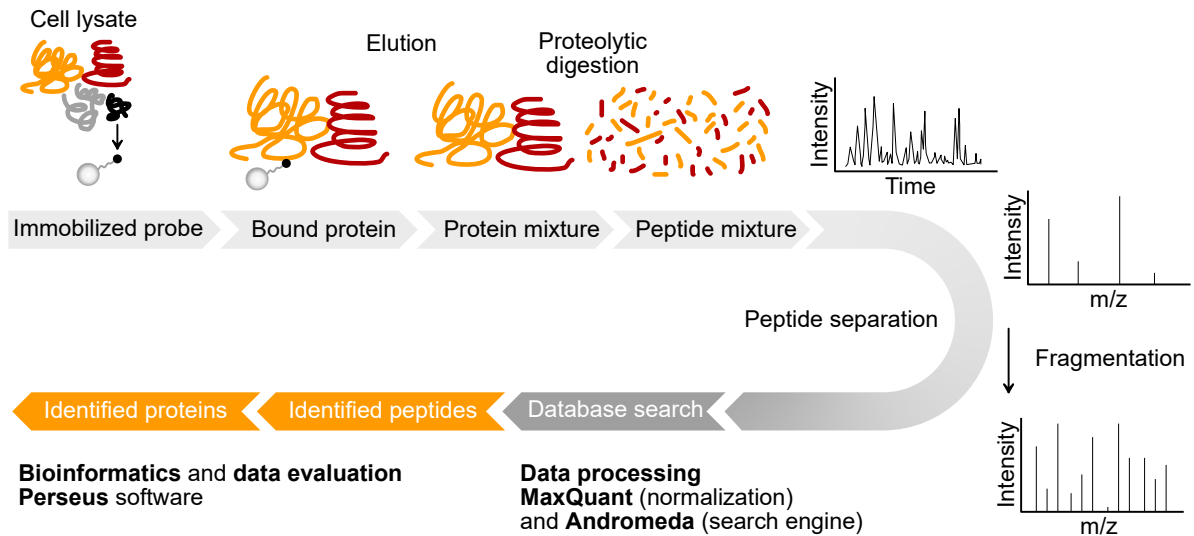 Cell lysate
Elution
Proteolytic
digestion
Intensity
Time
Immobilized probe
Bound protein
Protein mixture
Peptide mixture
Intensity
m/z
Peptide separation
Fragmentation
Intensity
m/z
Identified proteins
Identified peptides
Database search
Bioinformatics and data evaluation
Perseus software
Data processing
MaxQuant (normalization)
and Andromeda (search engine)